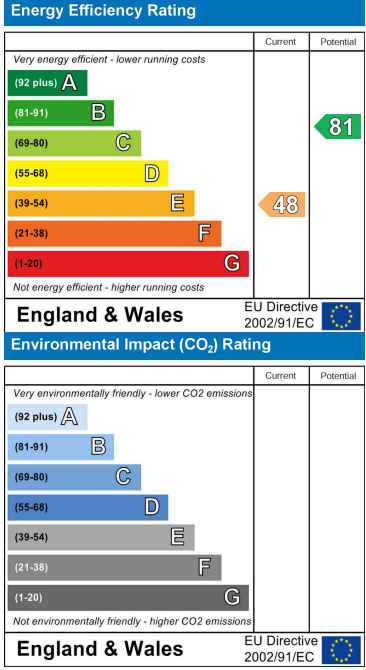 Energy Efficiency Rating
Current Potential
Very energy efficient - lower running costs
(92 plus) A
(81-91) B
81
(69-80) C
(55-68) D
(39-54) E
48
(21-38) F
(1-20) G
Not energy efficient - higher running costs
England & Wales
EU Directive
2002/91/EC
Environmental Impact (CO₂) Rating
Current Potential
Very environmentally friendly - lower CO2 emissions
(92 plus) A
(81-91) B
(69-80) C
(55-68) D
(39-54) E
(21-38) F
(1-20) G
Not environmentally friendly - higher CO2 emissions
England & Wales
EU Directive
2002/91/EC